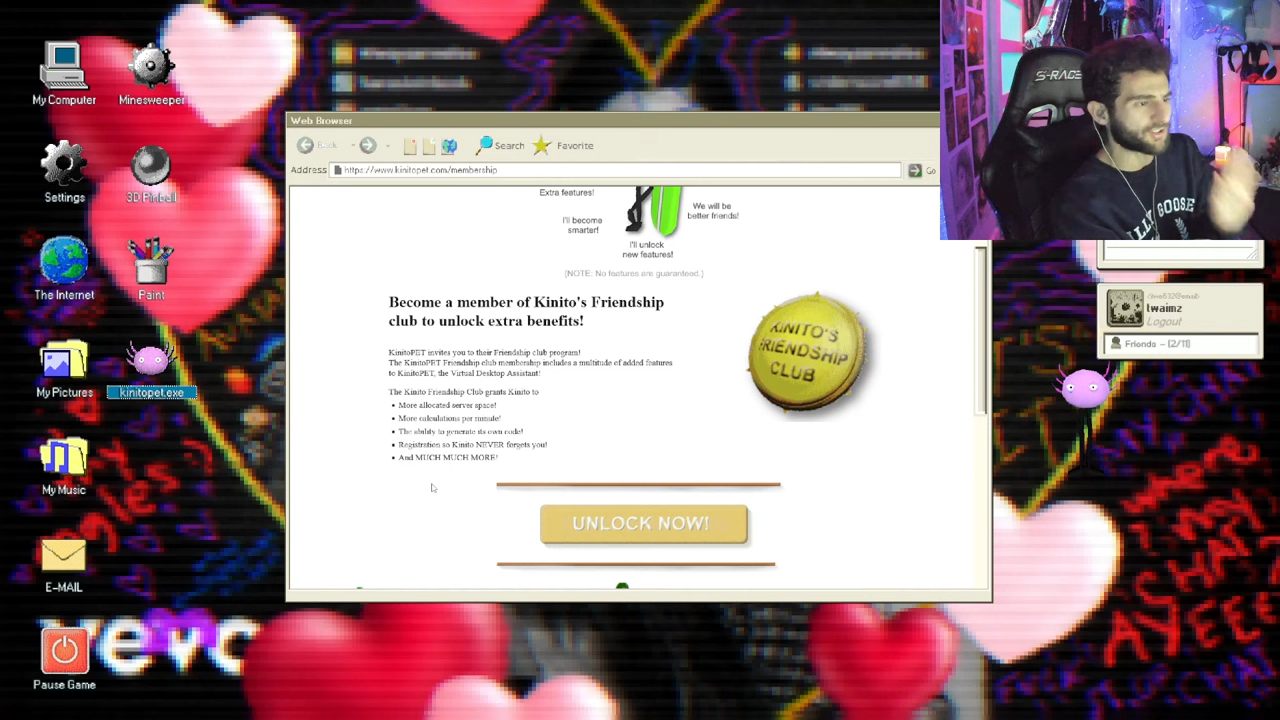 My Computer
Minesweeper
Settings
3D Pinball
The Internet
Paint
My Pictures
kinitopet.exe
My Music
E-MAIL
Pause Game
Web Browser
Back
Search
Favorite
Address
https://www.kinitopet.com/membership
Go
Extra features!
I'll become
smarter!
We will be
better friends!
I'll unlock
new features!
(NOTE: No features are guaranteed.)
Become a member of Kinito's Friendship
club to unlock extra benefits!
KinitoPET invites you to their Friendship club program!
The KinitoPET Friendship club membership includes a multitude of added features
to KinitoPET, the Virtual Desktop Assistant!
The Kinito Friendship Club grants Kinito to
More allocated server space!
More calculations per minute!
The ability to generate its own code!
Registration so Kinito NEVER forgets you!
And MUCH MUCH MORE!
KINITO'S
FRIENDSHIP
CLUB
UNLOCK NOW!
S-RACE
GOOSE
twaimz
Logout
Friends - (2/11)
CHAT